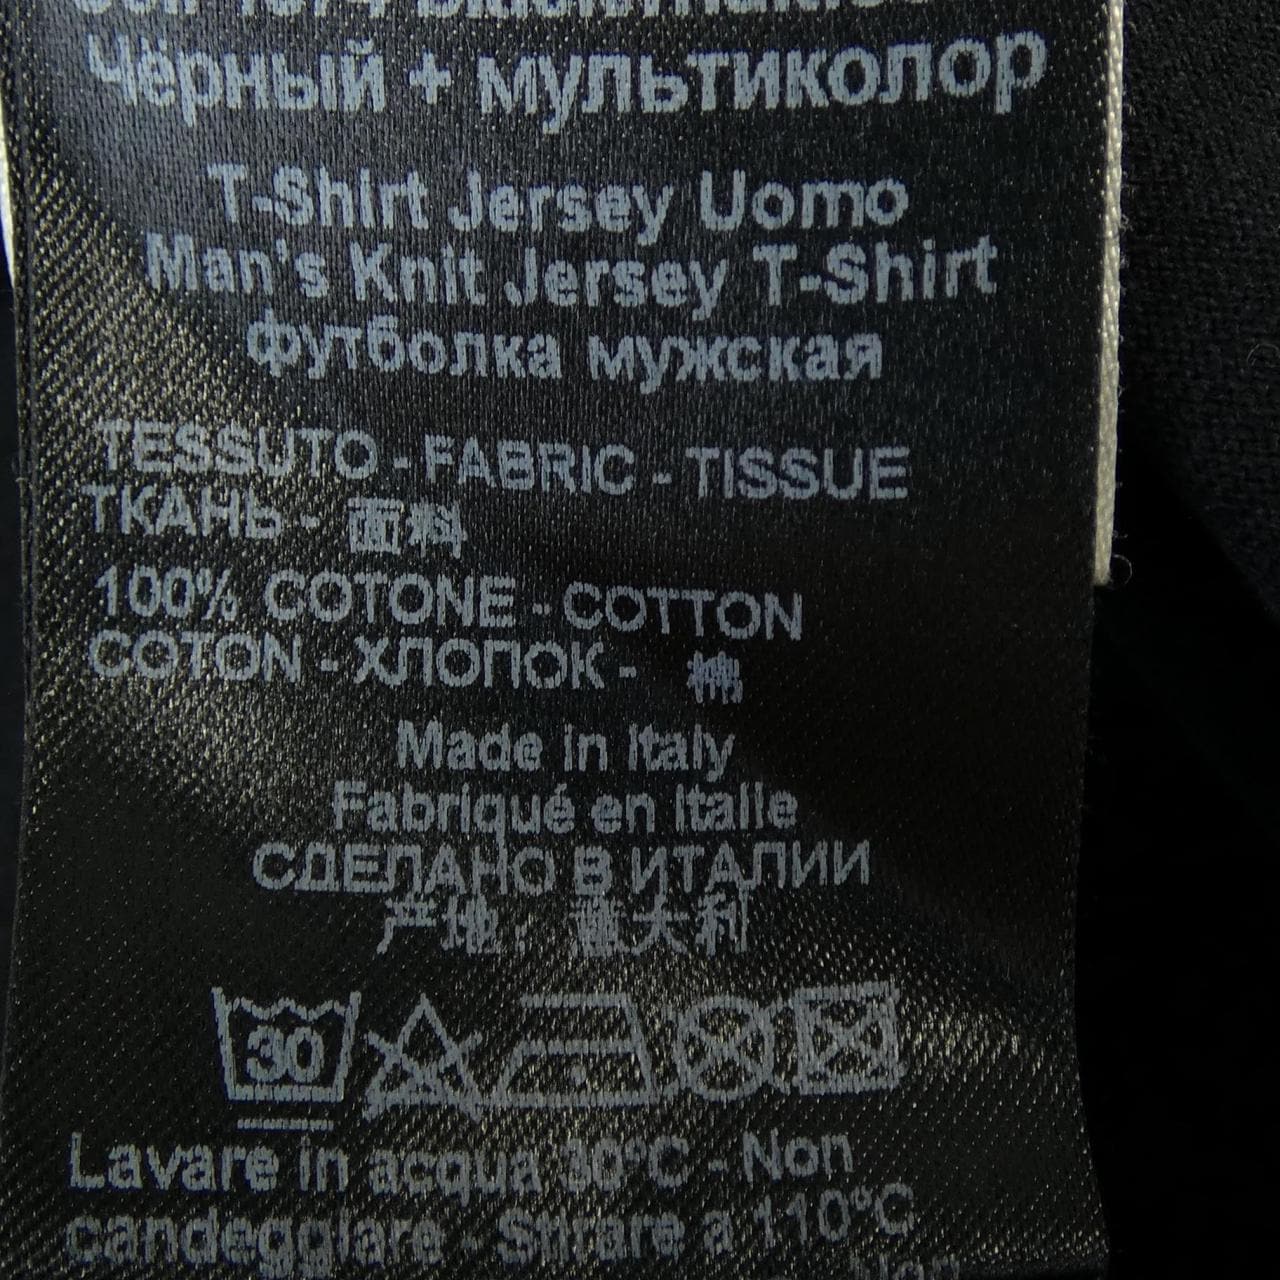 Чёрный + мультиколор
T-Shirt Jersey Uomo
Man's Knit Jersey T-Shirt
футболка мужская
TESSUTO - FABRIC - TISSUE
ТКАНЬ - 面料
100% COTONE - COTTON
COTON - ХЛОПОК - 棉
Made in Italy
Fabriqué en Italie
СДЕЛАНО В ИТАЛИИ
产地: 意大利
30
Lavare in acqua 30°C - Non
candeggiare - Stirare a 110°C
Non